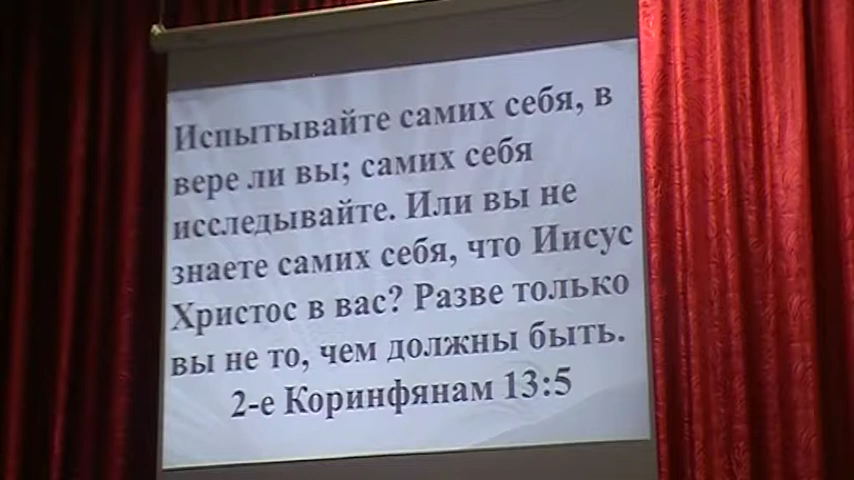 Испытывайте самих себя, в
вере ли вы; самих себя
исследывайте. Или вы не
знаете самих себя, что Иисус
Христос в вас? Разве только
вы не то, чем должны быть.
2-е Коринфянам 13:5